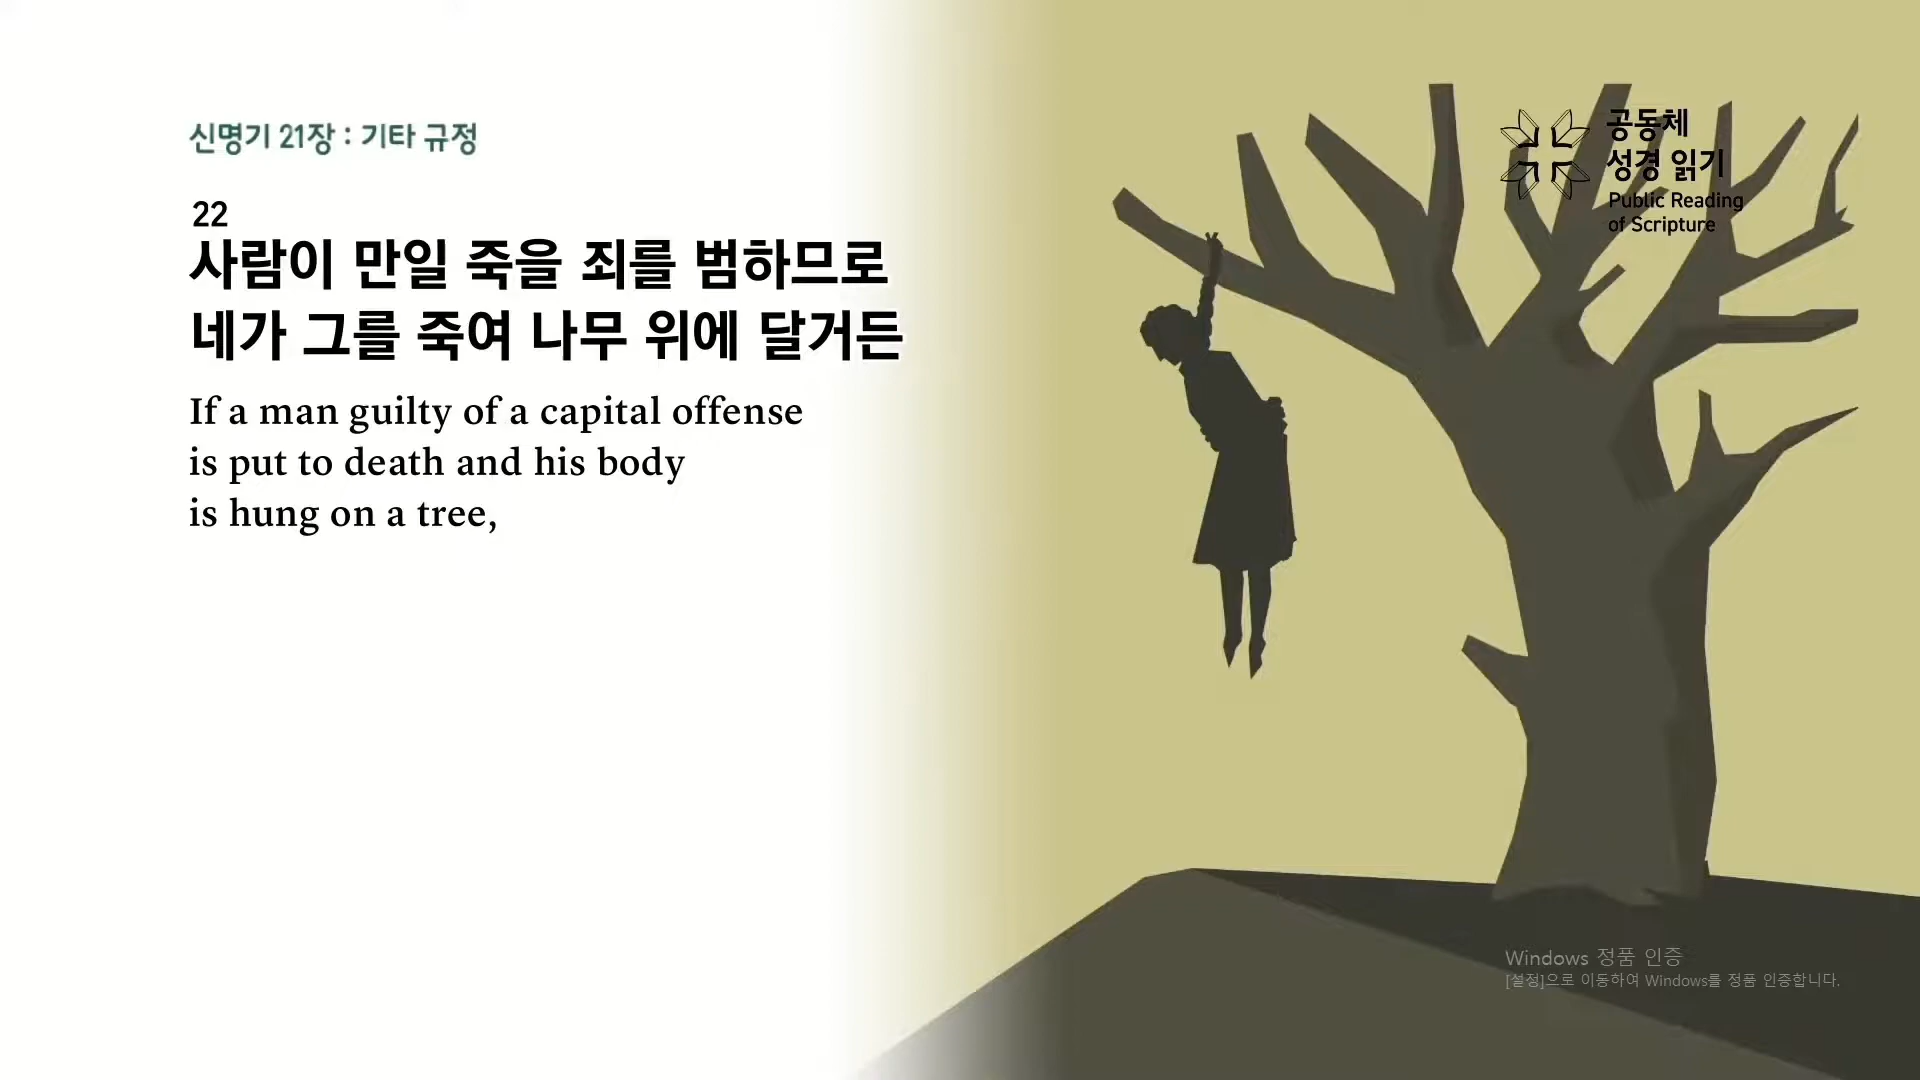 신명기 21장 : 기타 규정
22
사람이 만일 죽을 죄를 범하므로
네가 그를 죽여 나무 위에 달거든
If a man guilty of a capital offense
is put to death and his body
is hung on a tree,
공동체
성경 읽기
Public Reading
of Scripture
Windows 정품 인증
[설정]으로 이동하여 Windows를 정품 인증합니다.